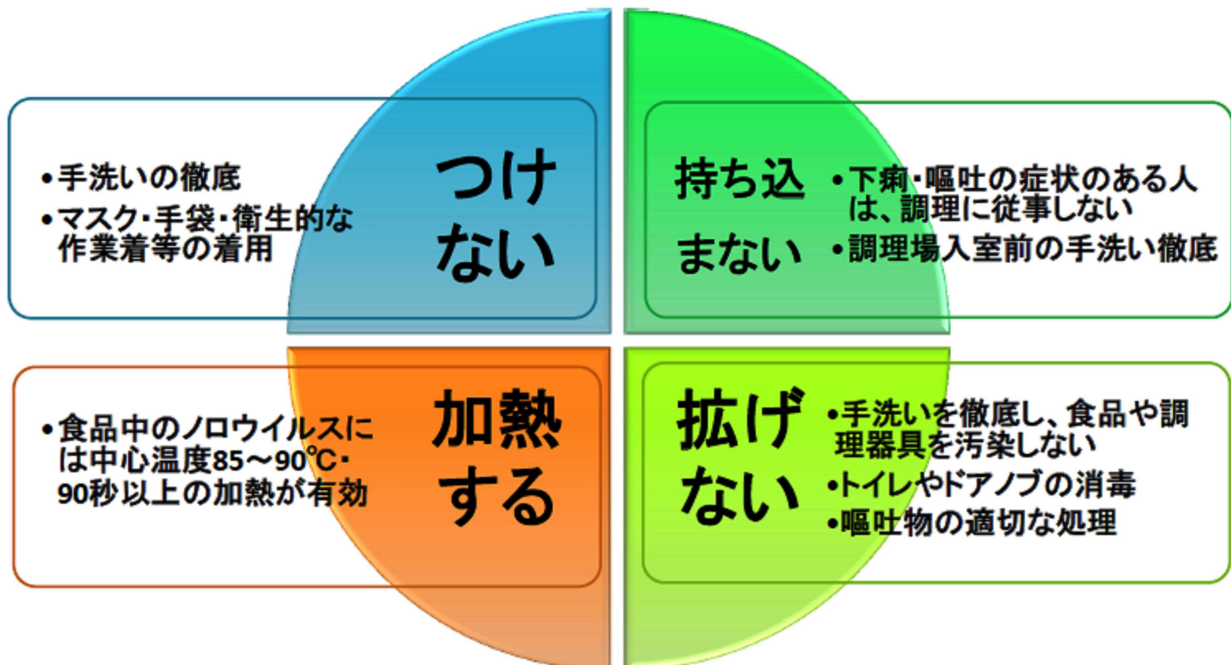 つけ
ない
•手洗いの徹底
•マスク・手袋・衛生的な
作業着等の着用
持ち込
まない
•下痢・嘔吐の症状のある人
は、調理に従事しない
•調理場入室前の手洗い徹底
加熱
する
•食品中のノロウイルスに
は中心温度85～90℃・
90秒以上の加熱が有効
拡げ
ない
•手洗いを徹底し、食品や調
理器具を汚染しない
•トイレやドアノブの消毒
•嘔吐物の適切な処理